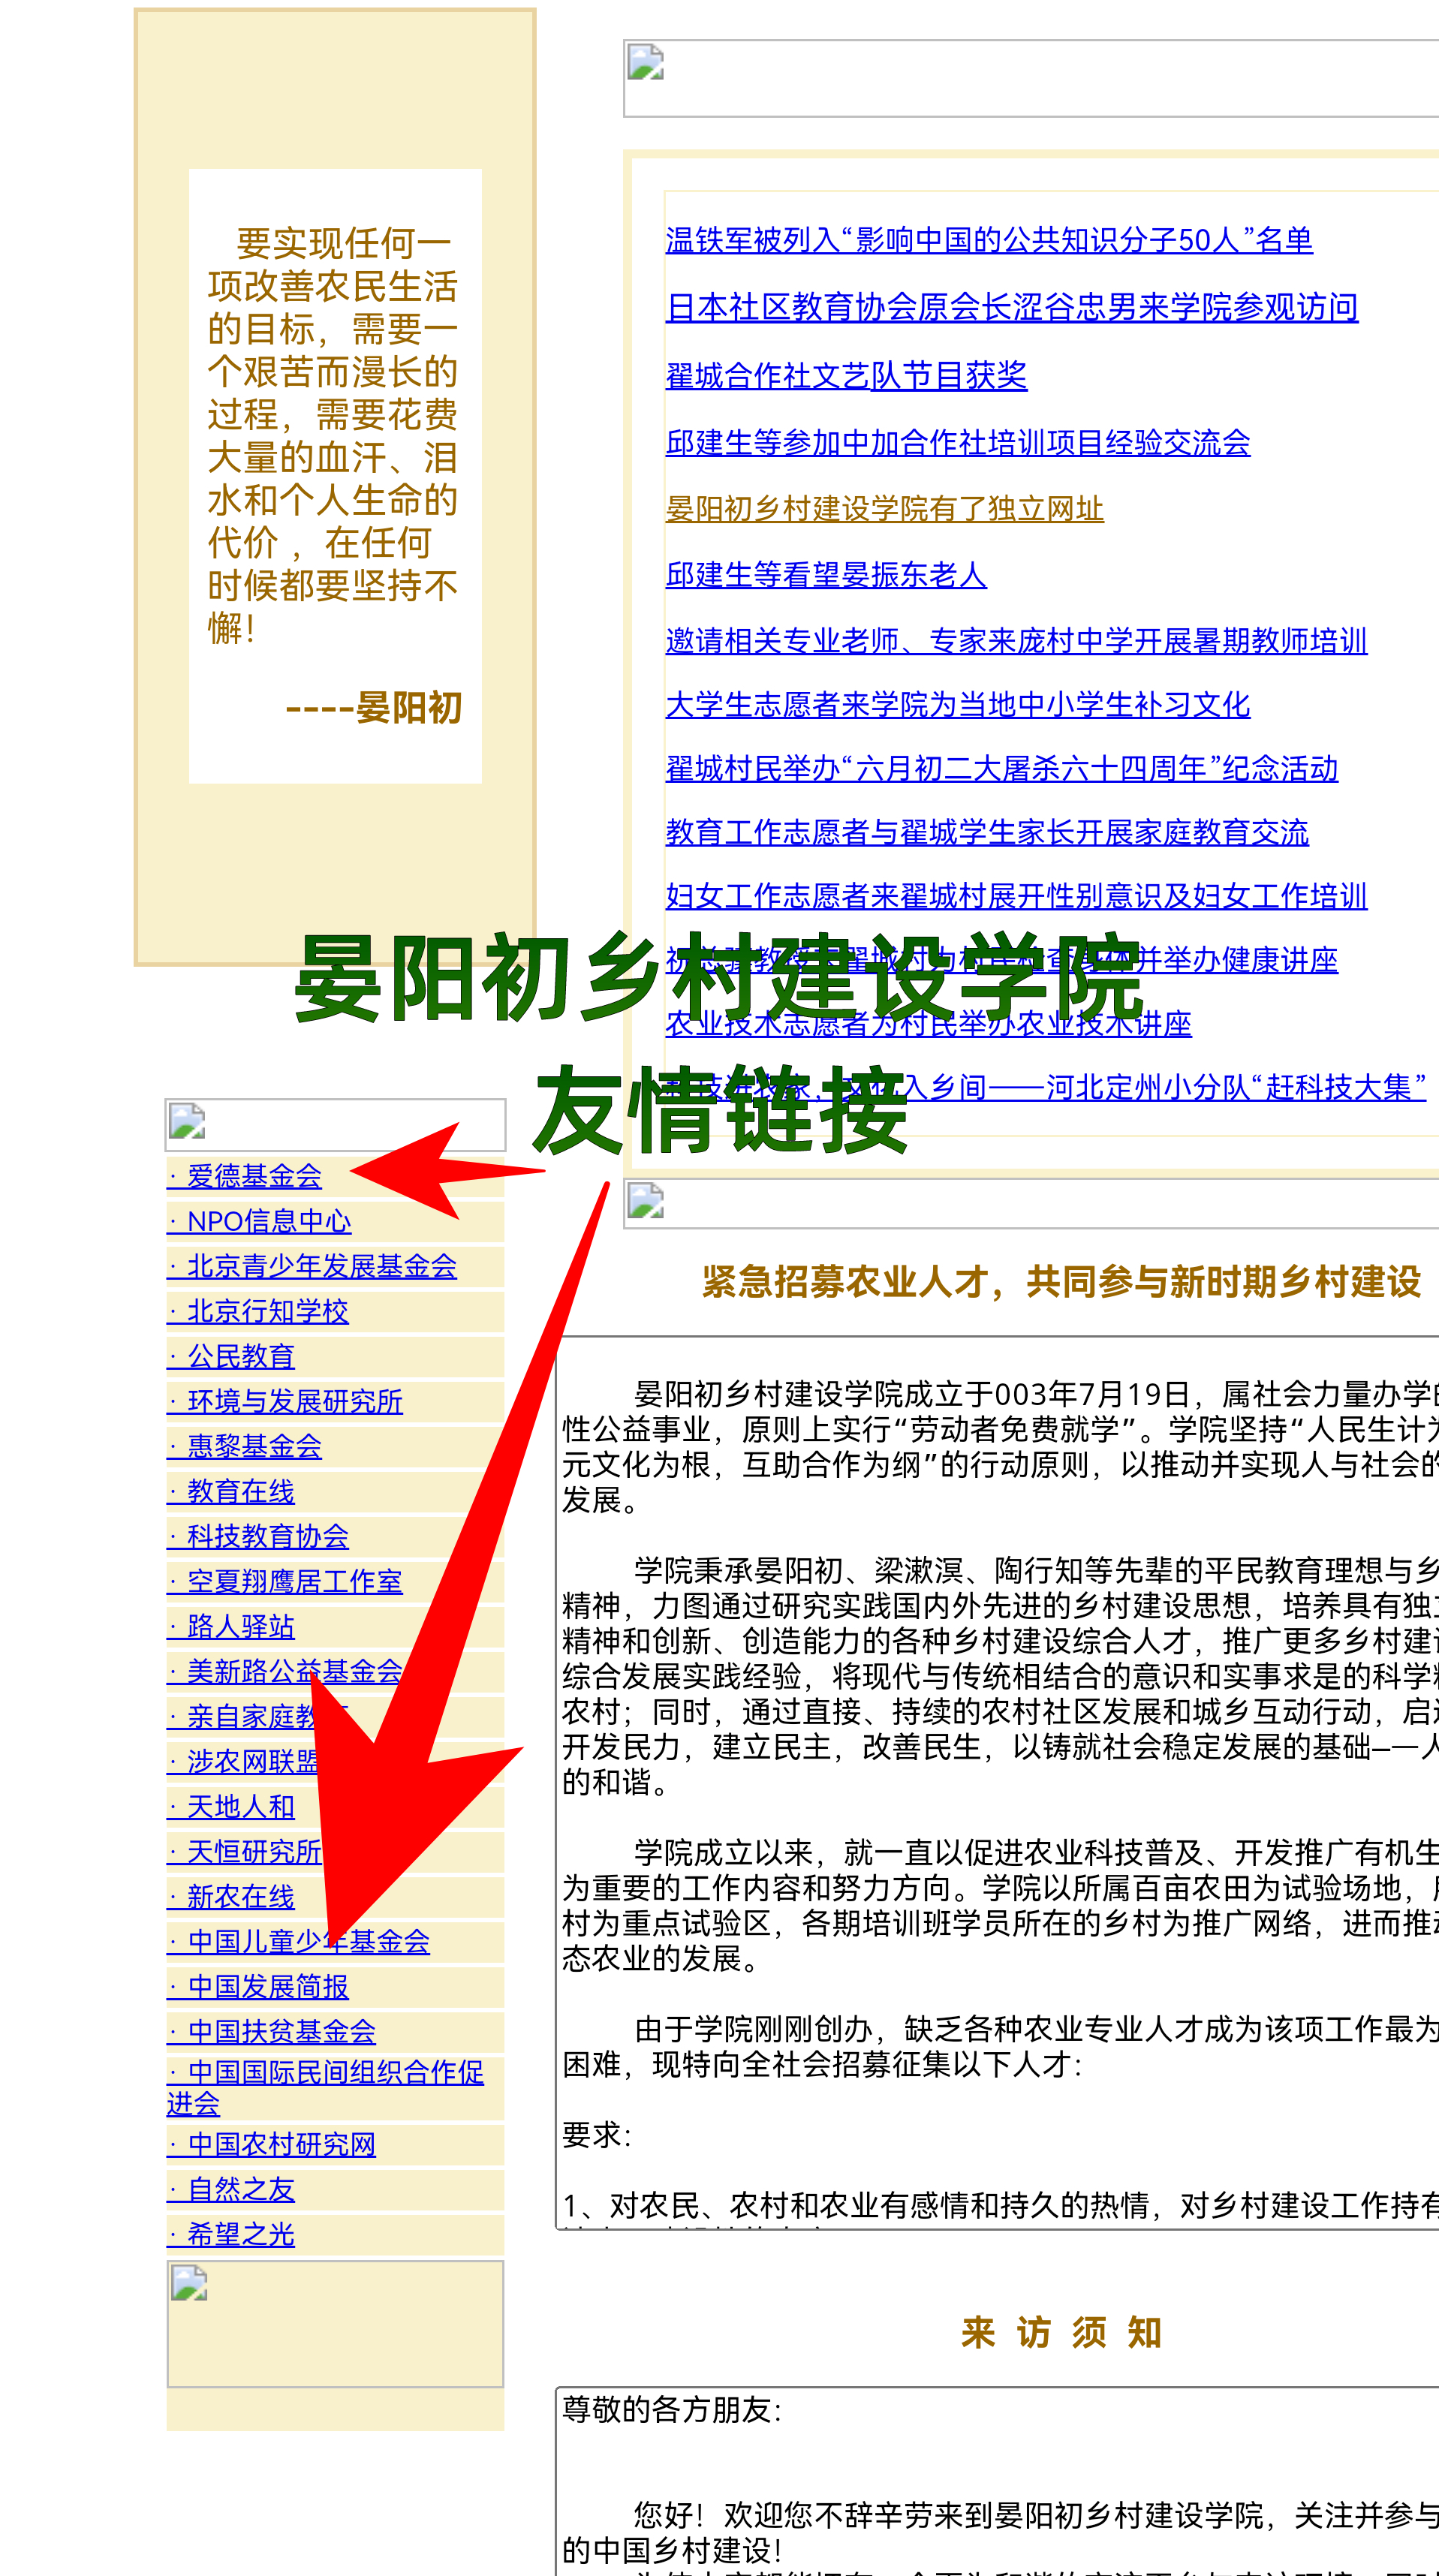 要实现任何一
项改善农民生活
的目标，需要一
个艰苦而漫长的
过程，需要花费
大量的血汗、泪
水和个人生命的
代价 ，在任何
时候都要坚持不
懈！
----晏阳初
温铁军被列入“影响中国的公共知识分子50人”名单
日本社区教育协会原会长涩谷忠男来学院参观访问
翟城合作社文艺队节目获奖
邱建生等参加中加合作社培训项目经验交流会
晏阳初乡村建设学院有了独立网址
邱建生等看望晏振东老人
邀请相关专业老师、专家来庞村中学开展暑期教师培训
大学生志愿者来学院为当地中小学生补习文化
翟城村民举办“六月初二大屠杀六十四周年”纪念活动
教育工作志愿者与翟城学生家长开展家庭教育交流
妇女工作志愿者来翟城村展开性别意识及妇女工作培训
并举办健康讲座
农业技术志愿者为村民举办农业技术讲座
入乡间——河北定州小分队“赶科技大集”
晏阳初乡村建设学院
友情链接
· 爱德基金会
· NPO信息中心
· 北京青少年发展基金会
· 北京行知学校
· 公民教育
· 环境与发展研究所
· 惠黎基金会
· 教育在线
· 科技教育协会
· 空夏翔鹰居工作室
· 路人驿站
· 美新路公益基金会
· 亲自家庭教
· 涉农网联盟
· 天地人和
· 天恒研究所
· 新农在线
· 中国儿童少年基金会
· 中国发展简报
· 中国扶贫基金会
· 中国国际民间组织合作促
进会
· 中国农村研究网
· 自然之友
· 希望之光
紧急招募农业人才，共同参与新时期乡村建设
晏阳初乡村建设学院成立于003年7月19日，属社会力量办学
性公益事业，原则上实行“劳动者免费就学”。学院坚持“人民生计
元文化为根，互助合作为纲”的行动原则，以推动并实现人与社会的
发展。
学院秉承晏阳初、梁漱溟、陶行知等先辈的平民教育理想与乡
精神，力图通过研究实践国内外先进的乡村建设思想，培养具有独
精神和创新、创造能力的各种乡村建设综合人才，推广更多乡村建
综合发展实践经验，将现代与传统相结合的意识和实事求是的科学
农村；同时，通过直接、持续的农村社区发展和城乡互动行动，启
开发民力，建立民主，改善民生，以铸就社会稳定发展的基础—一人
的和谐。
学院成立以来，就一直以促进农业科技普及、开发推广有机生
为重要的工作内容和努力方向。学院以所属百亩农田为试验场地，
村为重点试验区，各期培训班学员所在的乡村为推广网络，进而推
态农业的发展。
由于学院刚刚创办，缺乏各种农业专业人才成为该项工作最为
困难，现特向全社会招募征集以下人才：
要求：
1、对农民、农村和农业有感情和持久的热情，对乡村建设工作持有
来 访 须 知
尊敬的各方朋友：
您好！欢迎您不辞辛劳来到晏阳初乡村建设学院，关注并参与
的中国乡村建设！